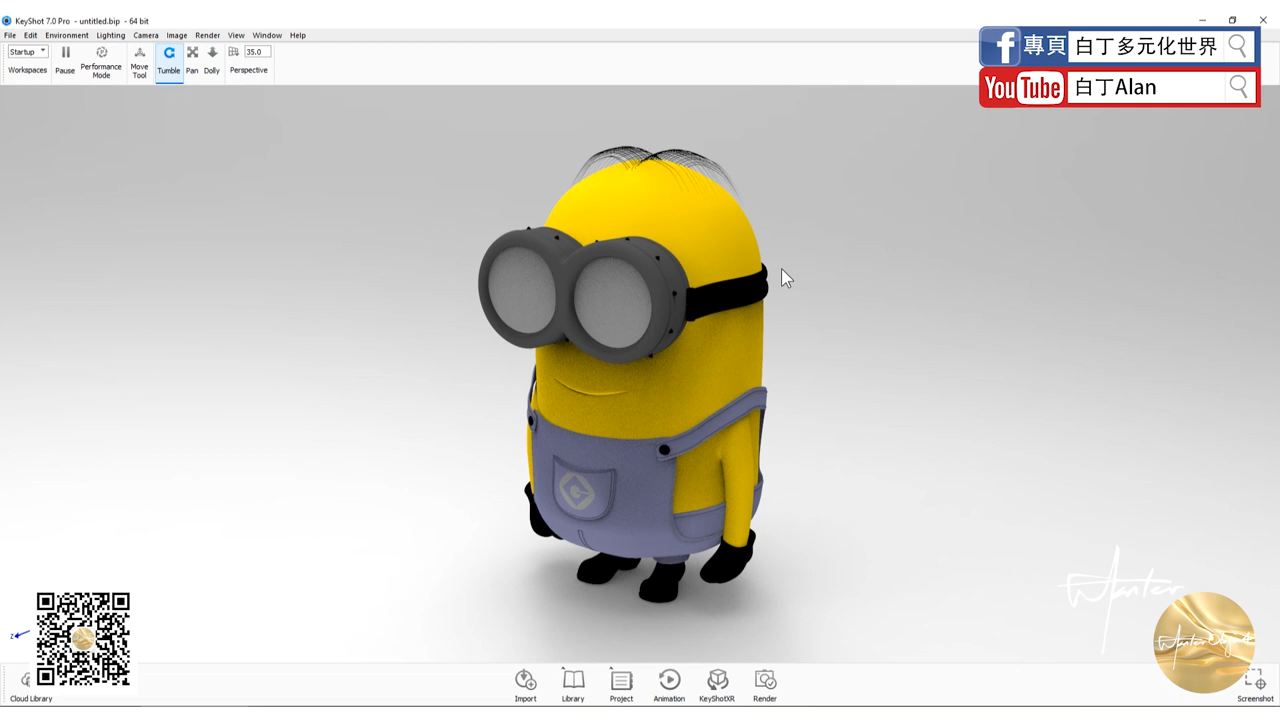 KeyShot 7.0 Pro - untitled.bip - 64 bit
File Edit Environment Lighting Camera Image Render View Window Help
Startup
35.0
Workspaces Pause Performance Mode Move Tool Tumble Pan Dolly Perspective
f 專頁 白丁多元化世界
YouTube 白丁Alan
G
z
Cloud Library Import Library Project Animation KeyShotXR Render Screenshot